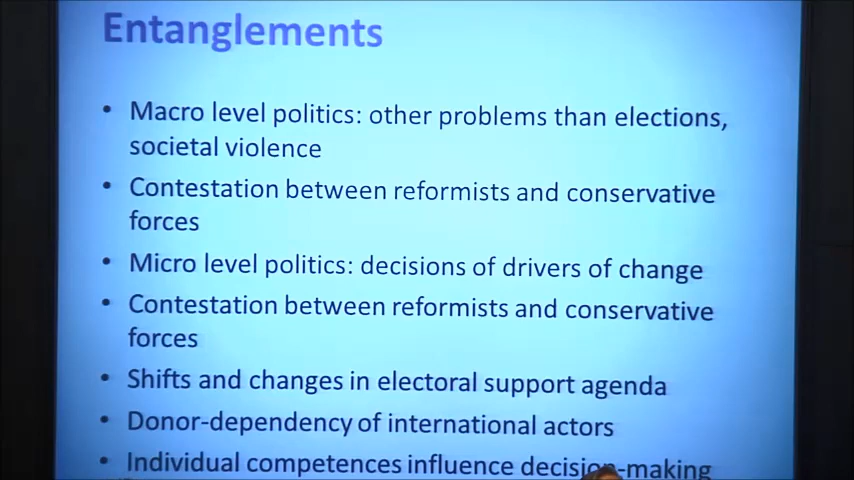 Entanglements
• Macro level politics: other problems than elections,
societal violence
• Contestation between reformists and conservative
forces
• Micro level politics: decisions of drivers of change
• Contestation between reformists and conservative
forces
• Shifts and changes in electoral support agenda
• Donor-dependency of international actors
• Individual competences influence decision-making